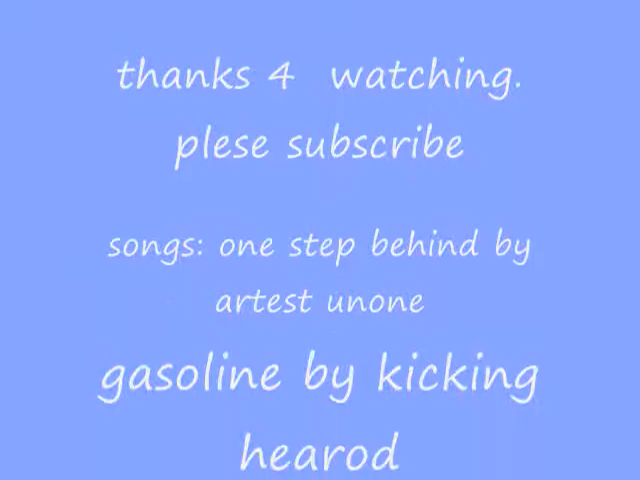 thanks 4 watching.
plese subscribe
songs: one step behind by
artest unone
gasoline by kicking
hearod